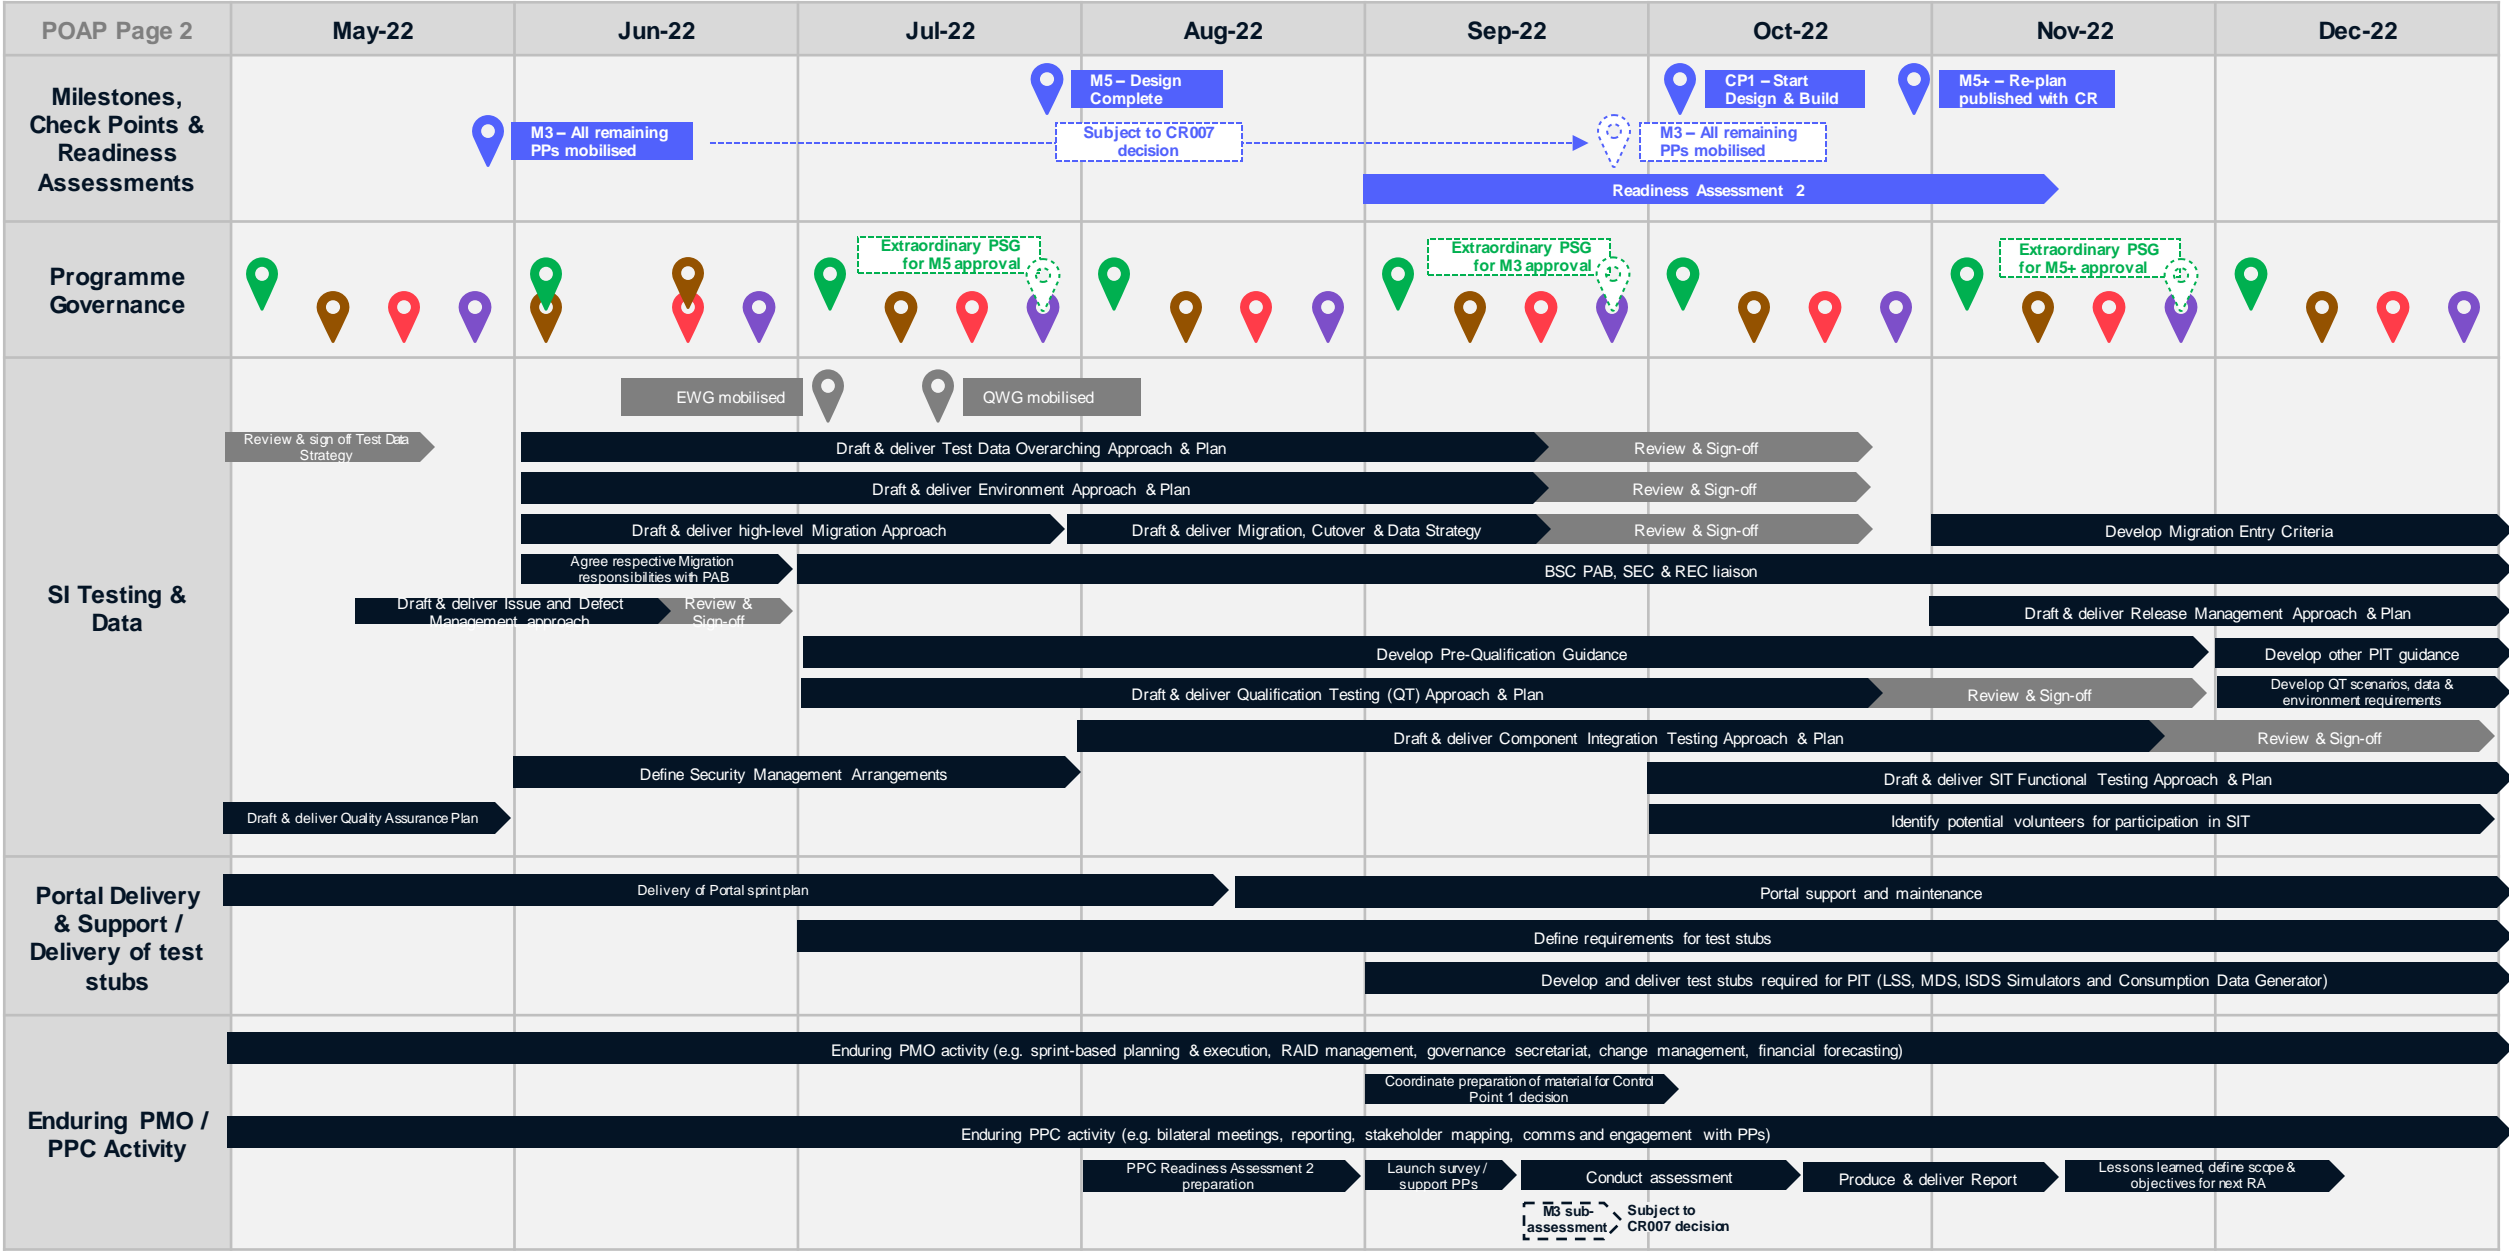 POAP Page 2
May-22
Jun-22
Jul-22
Aug-22
Sep-22
Oct-22
Nov-22
Dec-22
Milestones,
Check Points &
Readiness
Assessments
M5 – Design
Complete
CP1 – Start
Design & Build
M5+ – Re-plan
published with CR
M3 – All remaining
PPs mobilised
Subject to CR007
decision
M3 – All remaining
PPs mobilised
Readiness Assessment 2
Programme
Governance
Extraordinary PSG
for M5 approval
Extraordinary PSG
for M3 approval
Extraordinary PSG
for M5+ approval
SI Testing &
Data
EWG mobilised
QWG mobilised
Review & sign off Test Data
Strategy
Draft & deliver Test Data Overarching Approach & Plan
Review & Sign-off
Draft & deliver Environment Approach & Plan
Review & Sign-off
Draft & deliver high-level Migration Approach
Draft & deliver Migration, Cutover & Data Strategy
Review & Sign-off
Develop Migration Entry Criteria
Agree respective Migration
responsibilities with PAB
BSC PAB, SEC & REC liaison
Draft & deliver Issue and Defect
Management approach
Review &
Sign-off
Draft & deliver Release Management Approach & Plan
Develop Pre-Qualification Guidance
Develop other PIT guidance
Draft & deliver Qualification Testing (QT) Approach & Plan
Review & Sign-off
Develop QT scenarios, data &
environment requirements
Draft & deliver Component Integration Testing Approach & Plan
Review & Sign-off
Define Security Management Arrangements
Draft & deliver SIT Functional Testing Approach & Plan
Draft & deliver Quality Assurance Plan
Identify potential volunteers for participation in SIT
Portal Delivery
& Support /
Delivery of test
stubs
Delivery of Portal sprint plan
Portal support and maintenance
Define requirements for test stubs
Develop and deliver test stubs required for PIT (LSS, MDS, ISDS Simulators and Consumption Data Generator)
Enduring PMO /
PPC Activity
Enduring PMO activity (e.g. sprint-based planning & execution, RAID management, governance secretariat, change management, financial forecasting)
Coordinate preparation of material for Control
Point 1 decision
Enduring PPC activity (e.g. bilateral meetings, reporting, stakeholder mapping, comms and engagement with PPs)
PPC Readiness Assessment 2
preparation
Launch survey /
support PPs
Conduct assessment
Produce & deliver Report
Lessons learned, define scope &
objectives for next RA
M3 sub-
assessment
Subject to
CR007 decision